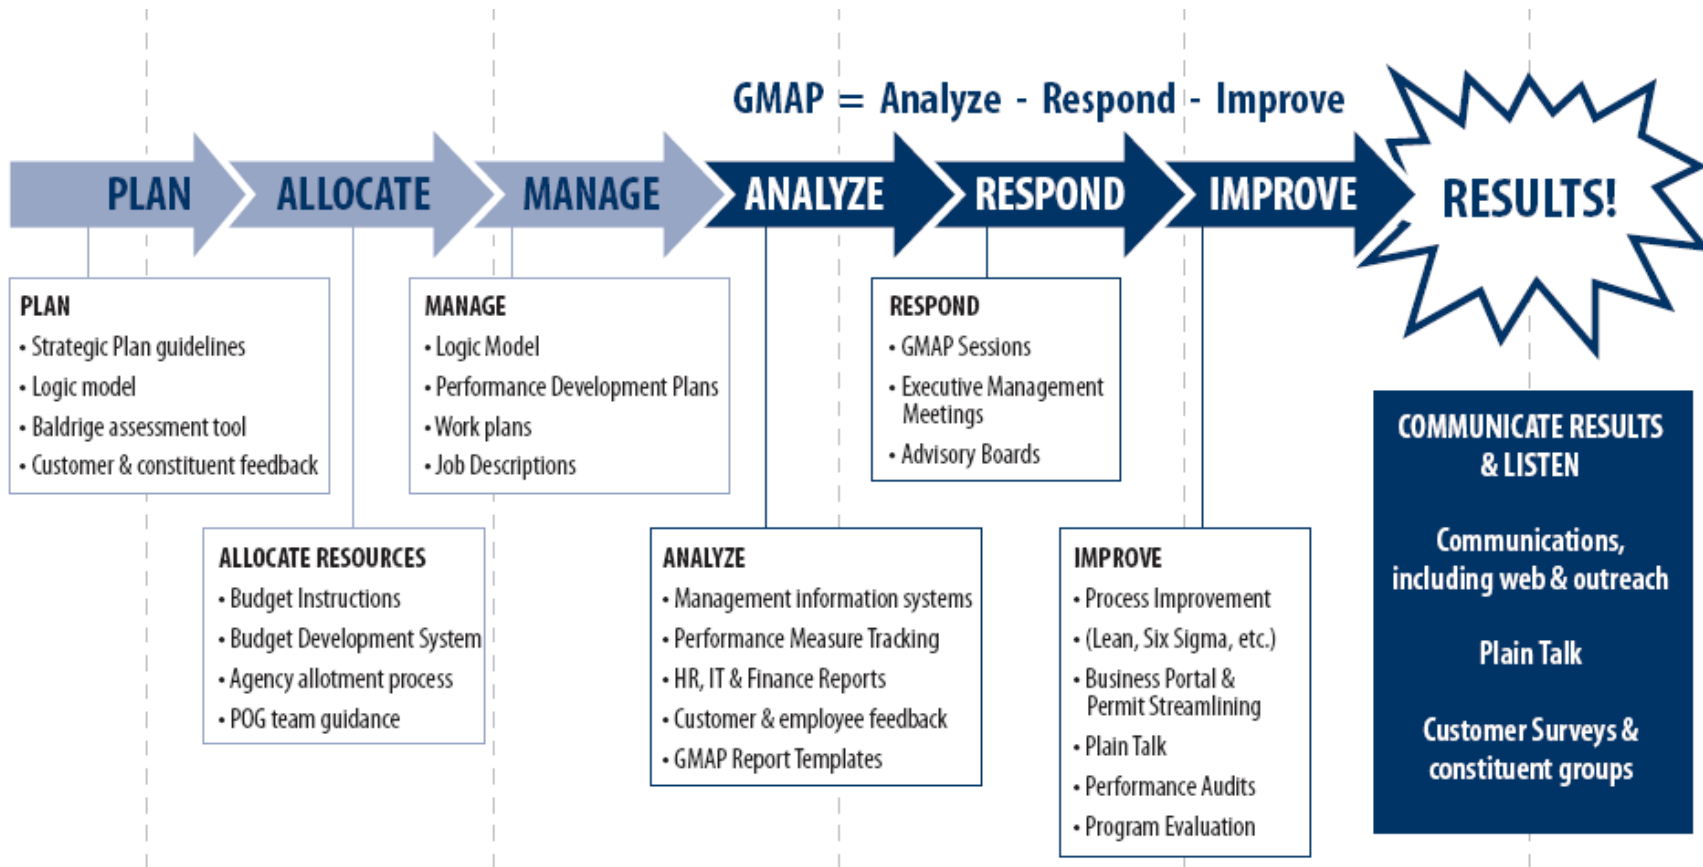 GMAP = Analyze - Respond - Improve
PLAN
ALLOCATE
MANAGE
ANALYZE
RESPOND
IMPROVE
RESULTS!
PLAN
• Strategic Plan guidelines
• Logic model
• Baldrige assessment tool
• Customer & constituent feedback
ALLOCATE RESOURCES
• Budget Instructions
• Budget Development System
• Agency allotment process
• POG team guidance
MANAGE
• Logic Model
• Performance Development Plans
• Work plans
• Job Descriptions
ANALYZE
• Management information systems
• Performance Measure Tracking
• HR, IT & Finance Reports
• Customer & employee feedback
• GMAP Report Templates
RESPOND
• GMAP Sessions
• Executive Management
Meetings
• Advisory Boards
IMPROVE
• Process Improvement
• (Lean, Six Sigma, etc.)
• Business Portal &
Permit Streamlining
• Plain Talk
• Performance Audits
• Program Evaluation
COMMUNICATE RESULTS
& LISTEN
Communications,
including web & outreach
Plain Talk
Customer Surveys &
constituent groups